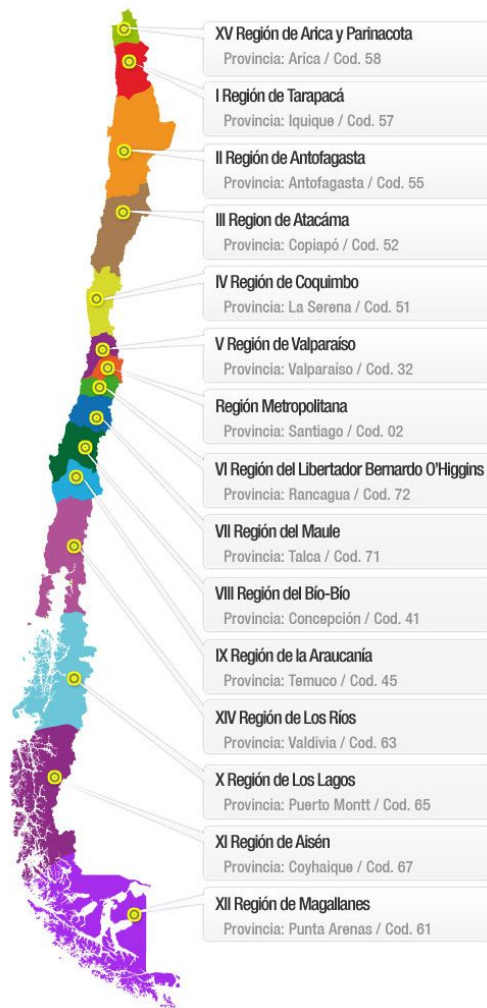 XV Región de Arica y Parinacota
Provincia: Arica / Cod. 58
I Región de Tarapacá
Provincia: Iquique / Cod. 57
II Región de Antofagasta
Provincia: Antofagasta / Cod. 55
III Region de Atacáma
Provincia: Copiapó / Cod. 52
IV Región de Coquimbo
Provincia: La Serena / Cod. 51
V Región de Valparaíso
Provincia: Valparaíso / Cod. 32
Región Metropolitana
Provincia: Santiago / Cod. 02
VI Región del Libertador Bernardo O'Higgins
Provincia: Rancagua / Cod. 72
VII Región del Maule
Provincia: Talca / Cod. 71
VIII Región del Bío-Bío
Provincia: Concepción / Cod. 41
IX Región de la Araucanía
Provincia: Temuco / Cod. 45
XIV Región de Los Ríos
Provincia: Valdivia / Cod. 63
X Región de Los Lagos
Provincia: Puerto Montt / Cod. 65
XI Región de Aisén
Provincia: Coyhaique / Cod. 67
XII Región de Magallanes
Provincia: Punta Arenas / Cod. 61